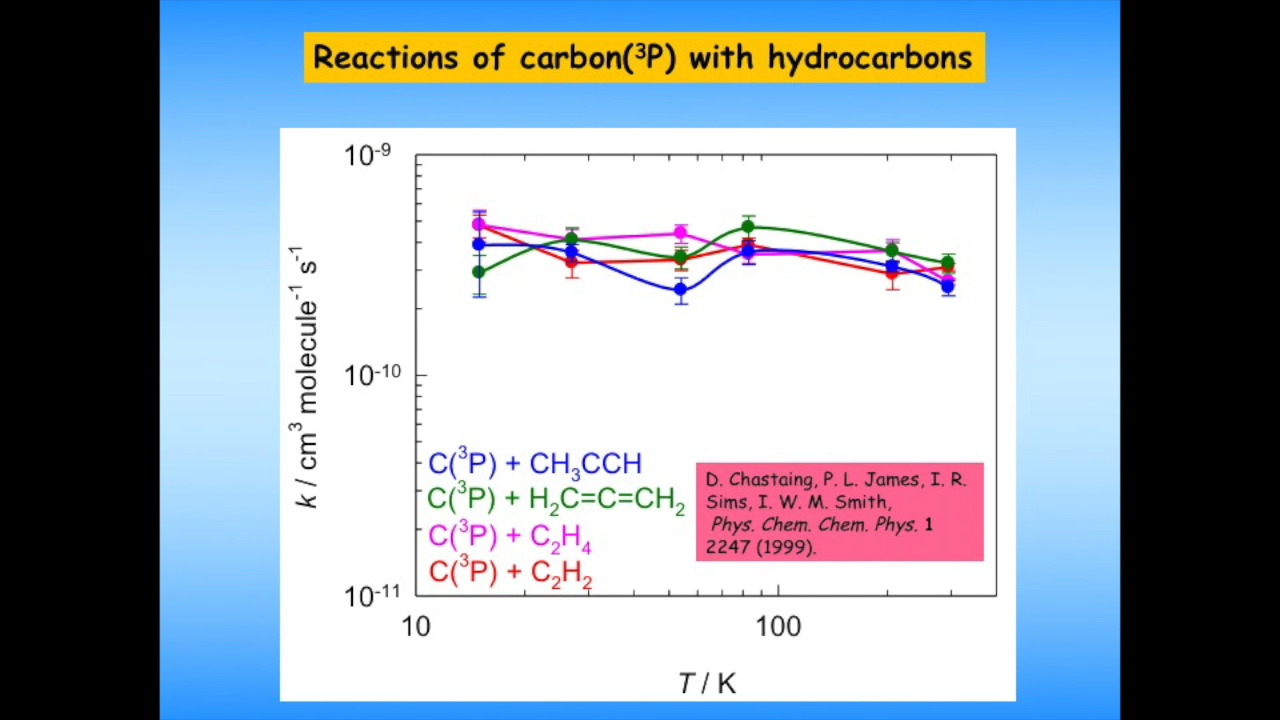 Reactions of carbon(³P) with hydrocarbons
10⁻⁹
10⁻¹⁰
10⁻¹¹
k / cm³ molecule⁻¹ s⁻¹
C(³P) + CH₃CCH
C(³P) + H₂C=C=CH₂
C(³P) + C₂H₄
C(³P) + C₂H₂
D. Chastaing, P. L. James, I. R.
Sims, I. W. M. Smith,
Phys. Chem. Chem. Phys. 1
2247 (1999).
10 100
T / K